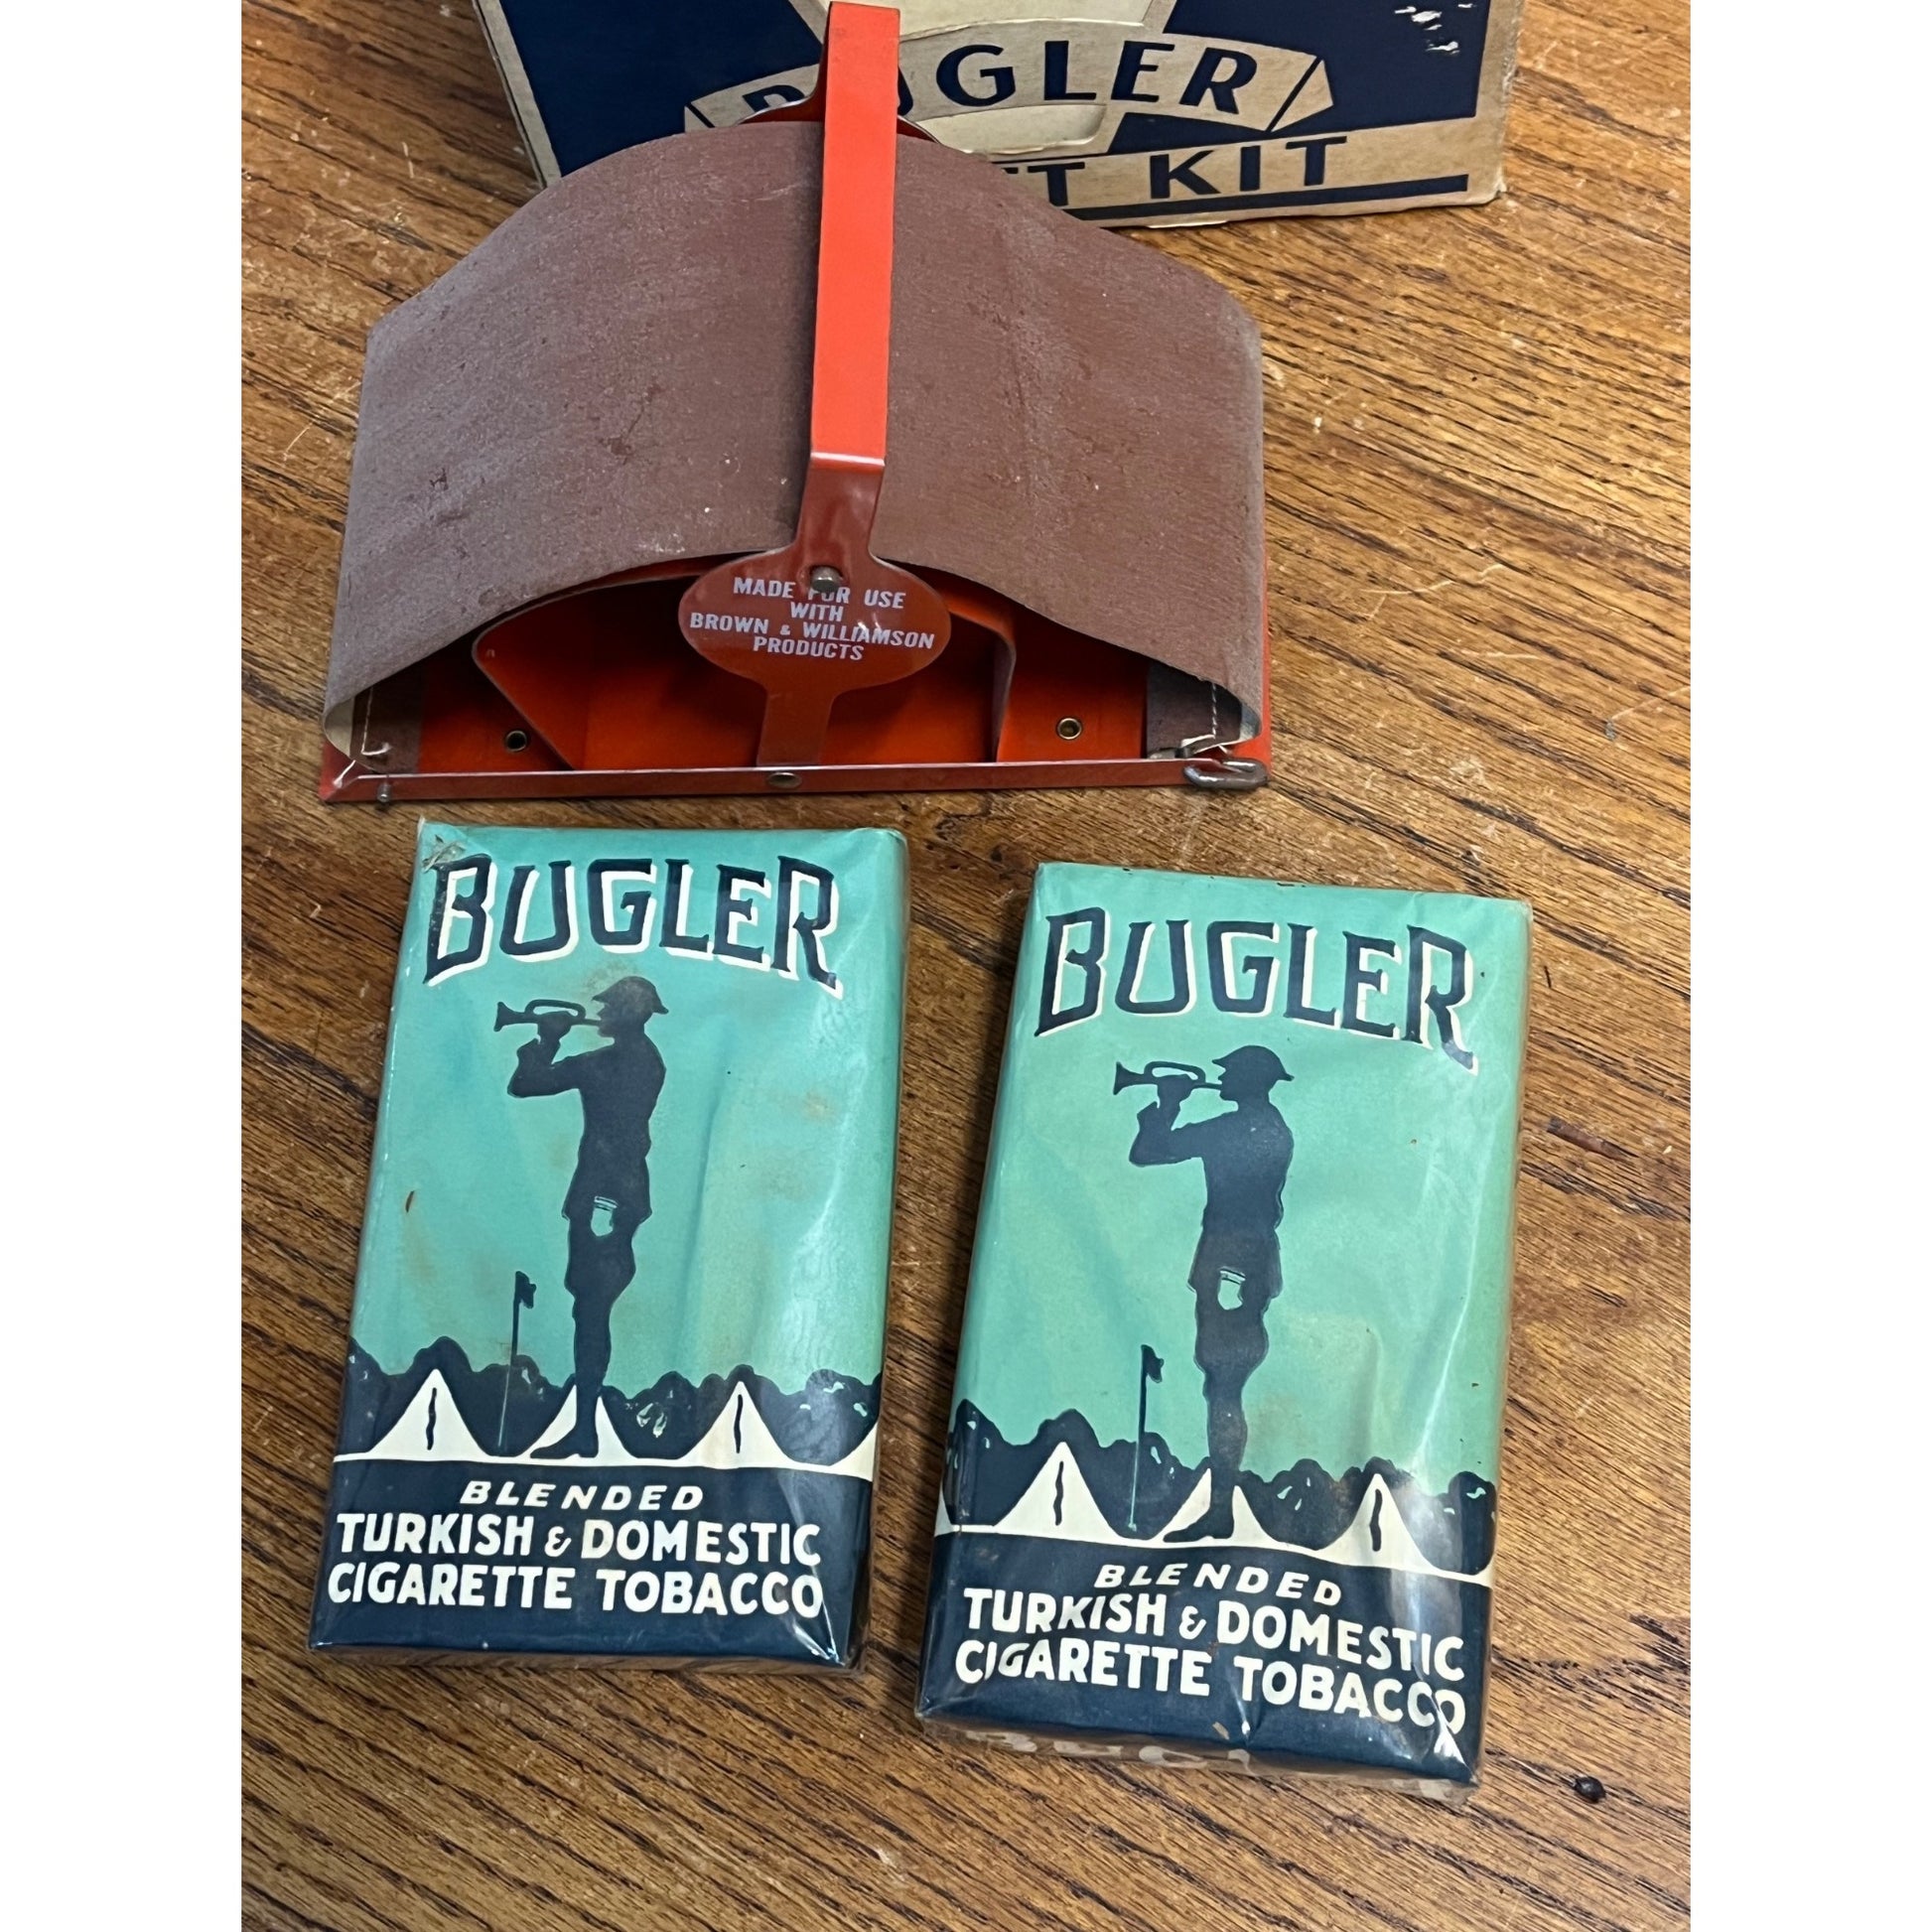 BUGLER
KIT
MADE FOR USE
WITH
BROWN & WILLIAMSON
PRODUCTS
BUGLER
BLENDED
TURKISH & DOMESTIC
CIGARETTE TOBACCO
BUGLER
BLENDED
TURKISH & DOMESTIC
CIGARETTE TOBACCO